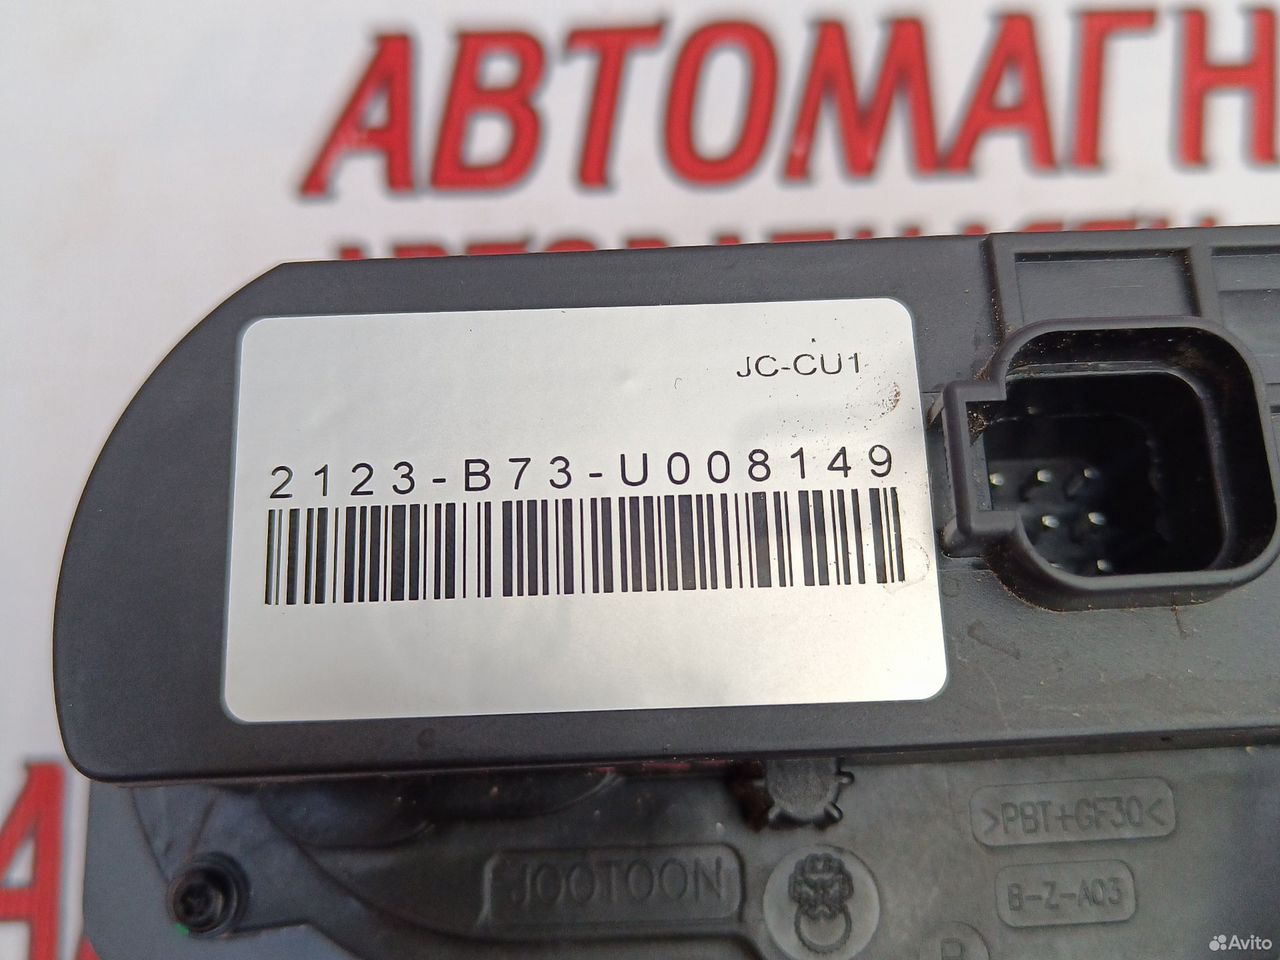 АВТОМАГН
JC-CU1
2123-B73-U008149
>PBT+GF30<
JOOTOON
B-Z-A03
Avito